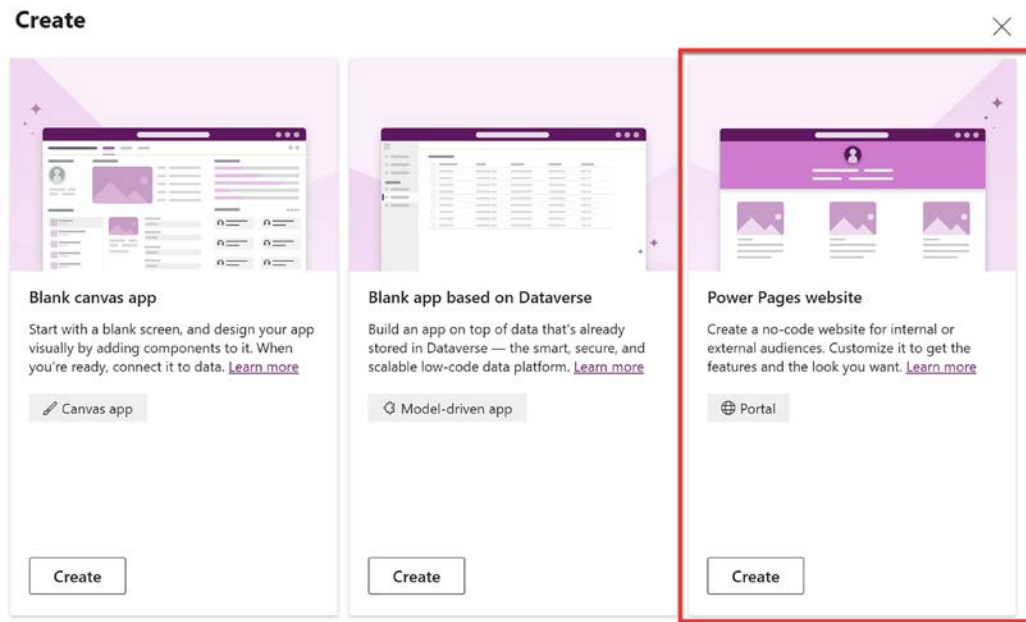 Create
Blank canvas app
Start with a blank screen, and design your app
visually by adding components to it. When
you're ready, connect it to data. Learn more
Canvas app
Create
Blank app based on Dataverse
Build an app on top of data that's already
stored in Dataverse — the smart, secure, and
scalable low-code data platform. Learn more
Model-driven app
Create
Power Pages website
Create a no-code website for internal or
external audiences. Customize it to get the
features and the look you want. Learn more
Portal
Create